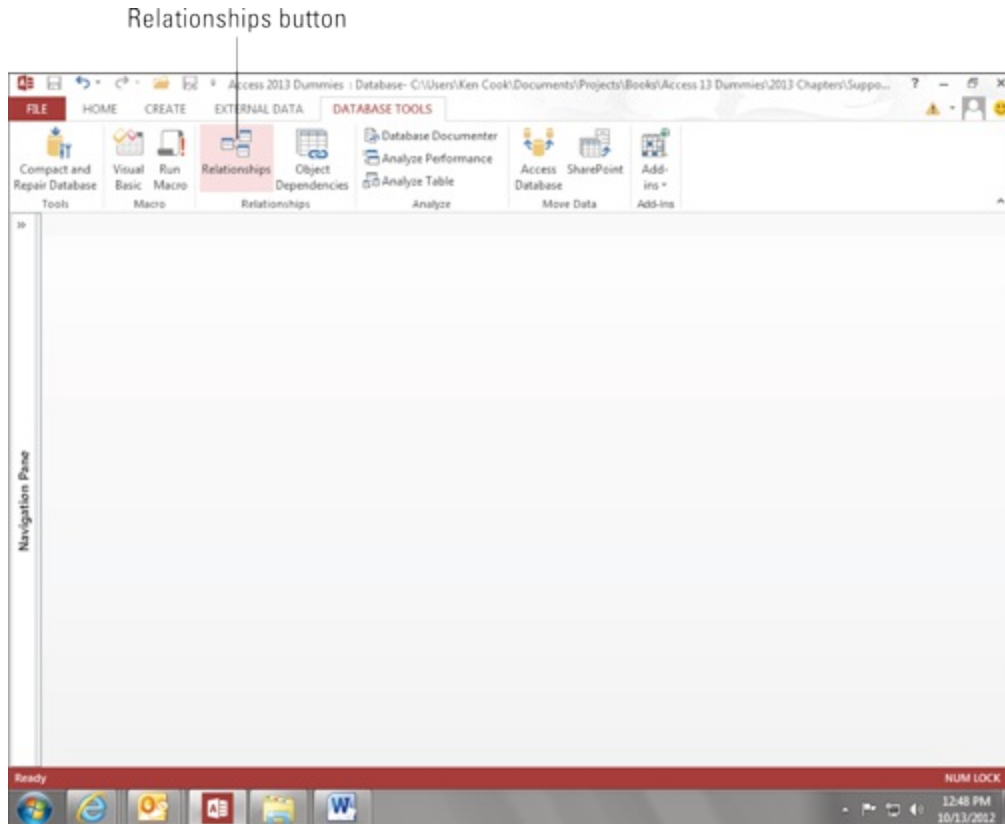 Relationships button
Access 2013 Dummies : Database- C:\Users\Ken Cook\Documents\Projects\Books\Access 13 Dummies\2013 Chapters\Suppo...
FILE HOME CREATE EXTERNAL DATA DATABASE TOOLS
Compact and Repair Database
Visual Basic
Run Macro
Relationships
Object Dependencies
Database Documenter
Analyze Performance
Analyze Table
Access Database
SharePoint
Add-ins
Tools Macro Relationships Analyze Move Data Add-Ins
Navigation Pane
Ready NUM LOCK
12:48 PM
10/13/2012